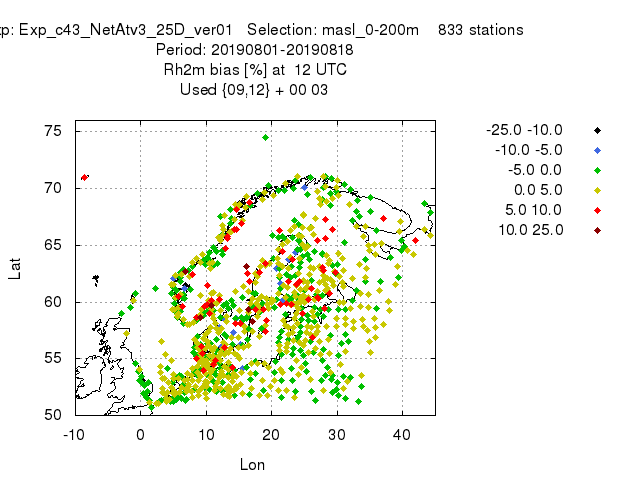 Exp_c43_NetAtv3_25D_ver01 Selection: masl_0-200m 833 stations
Period: 20190801-20190818
Rh2m bias [%] at 12 UTC
Used {09,12} + 00 03
-25.0 -10.0
-10.0 -5.0
-5.0 0.0
0.0 5.0
5.0 10.0
10.0 25.0
75
70
65
60
55
50
Lat
-10 0 10 20 30 40
Lon